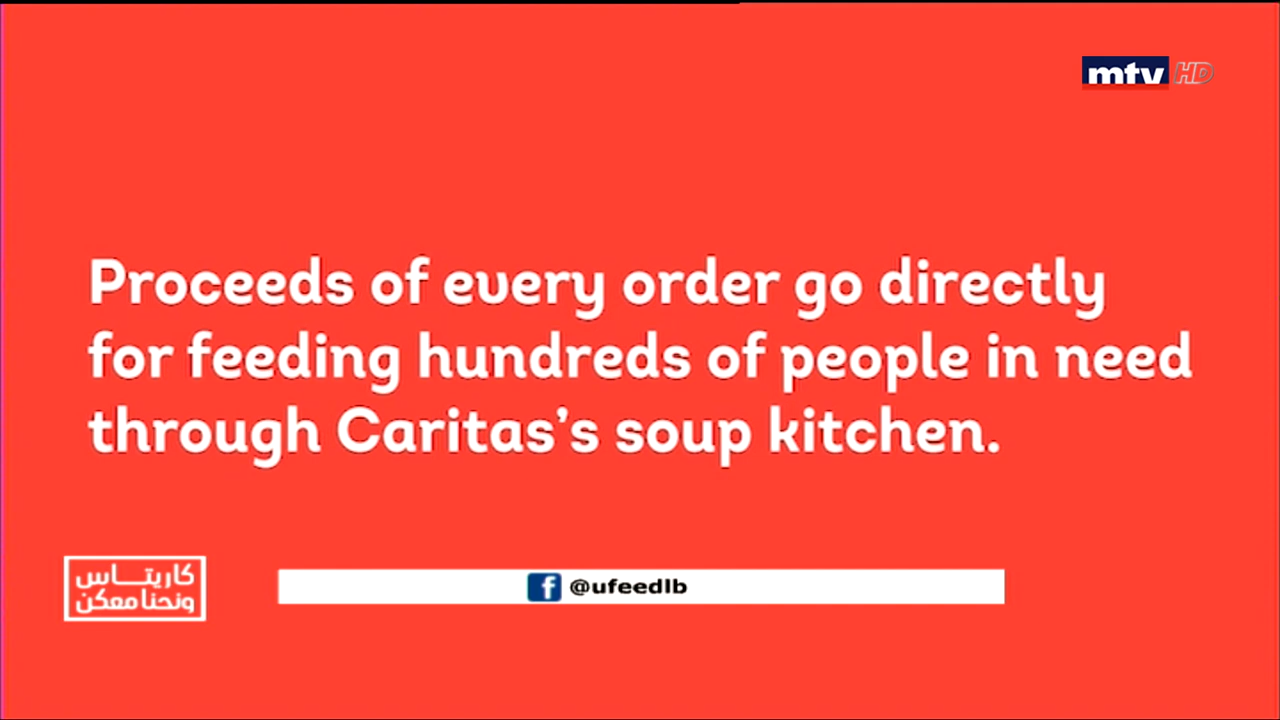 mtv HD
Proceeds of every order go directly
for feeding hundreds of people in need
through Caritas’s soup kitchen.
كاريتاس
ونحنا معكن
f @ufeedlb